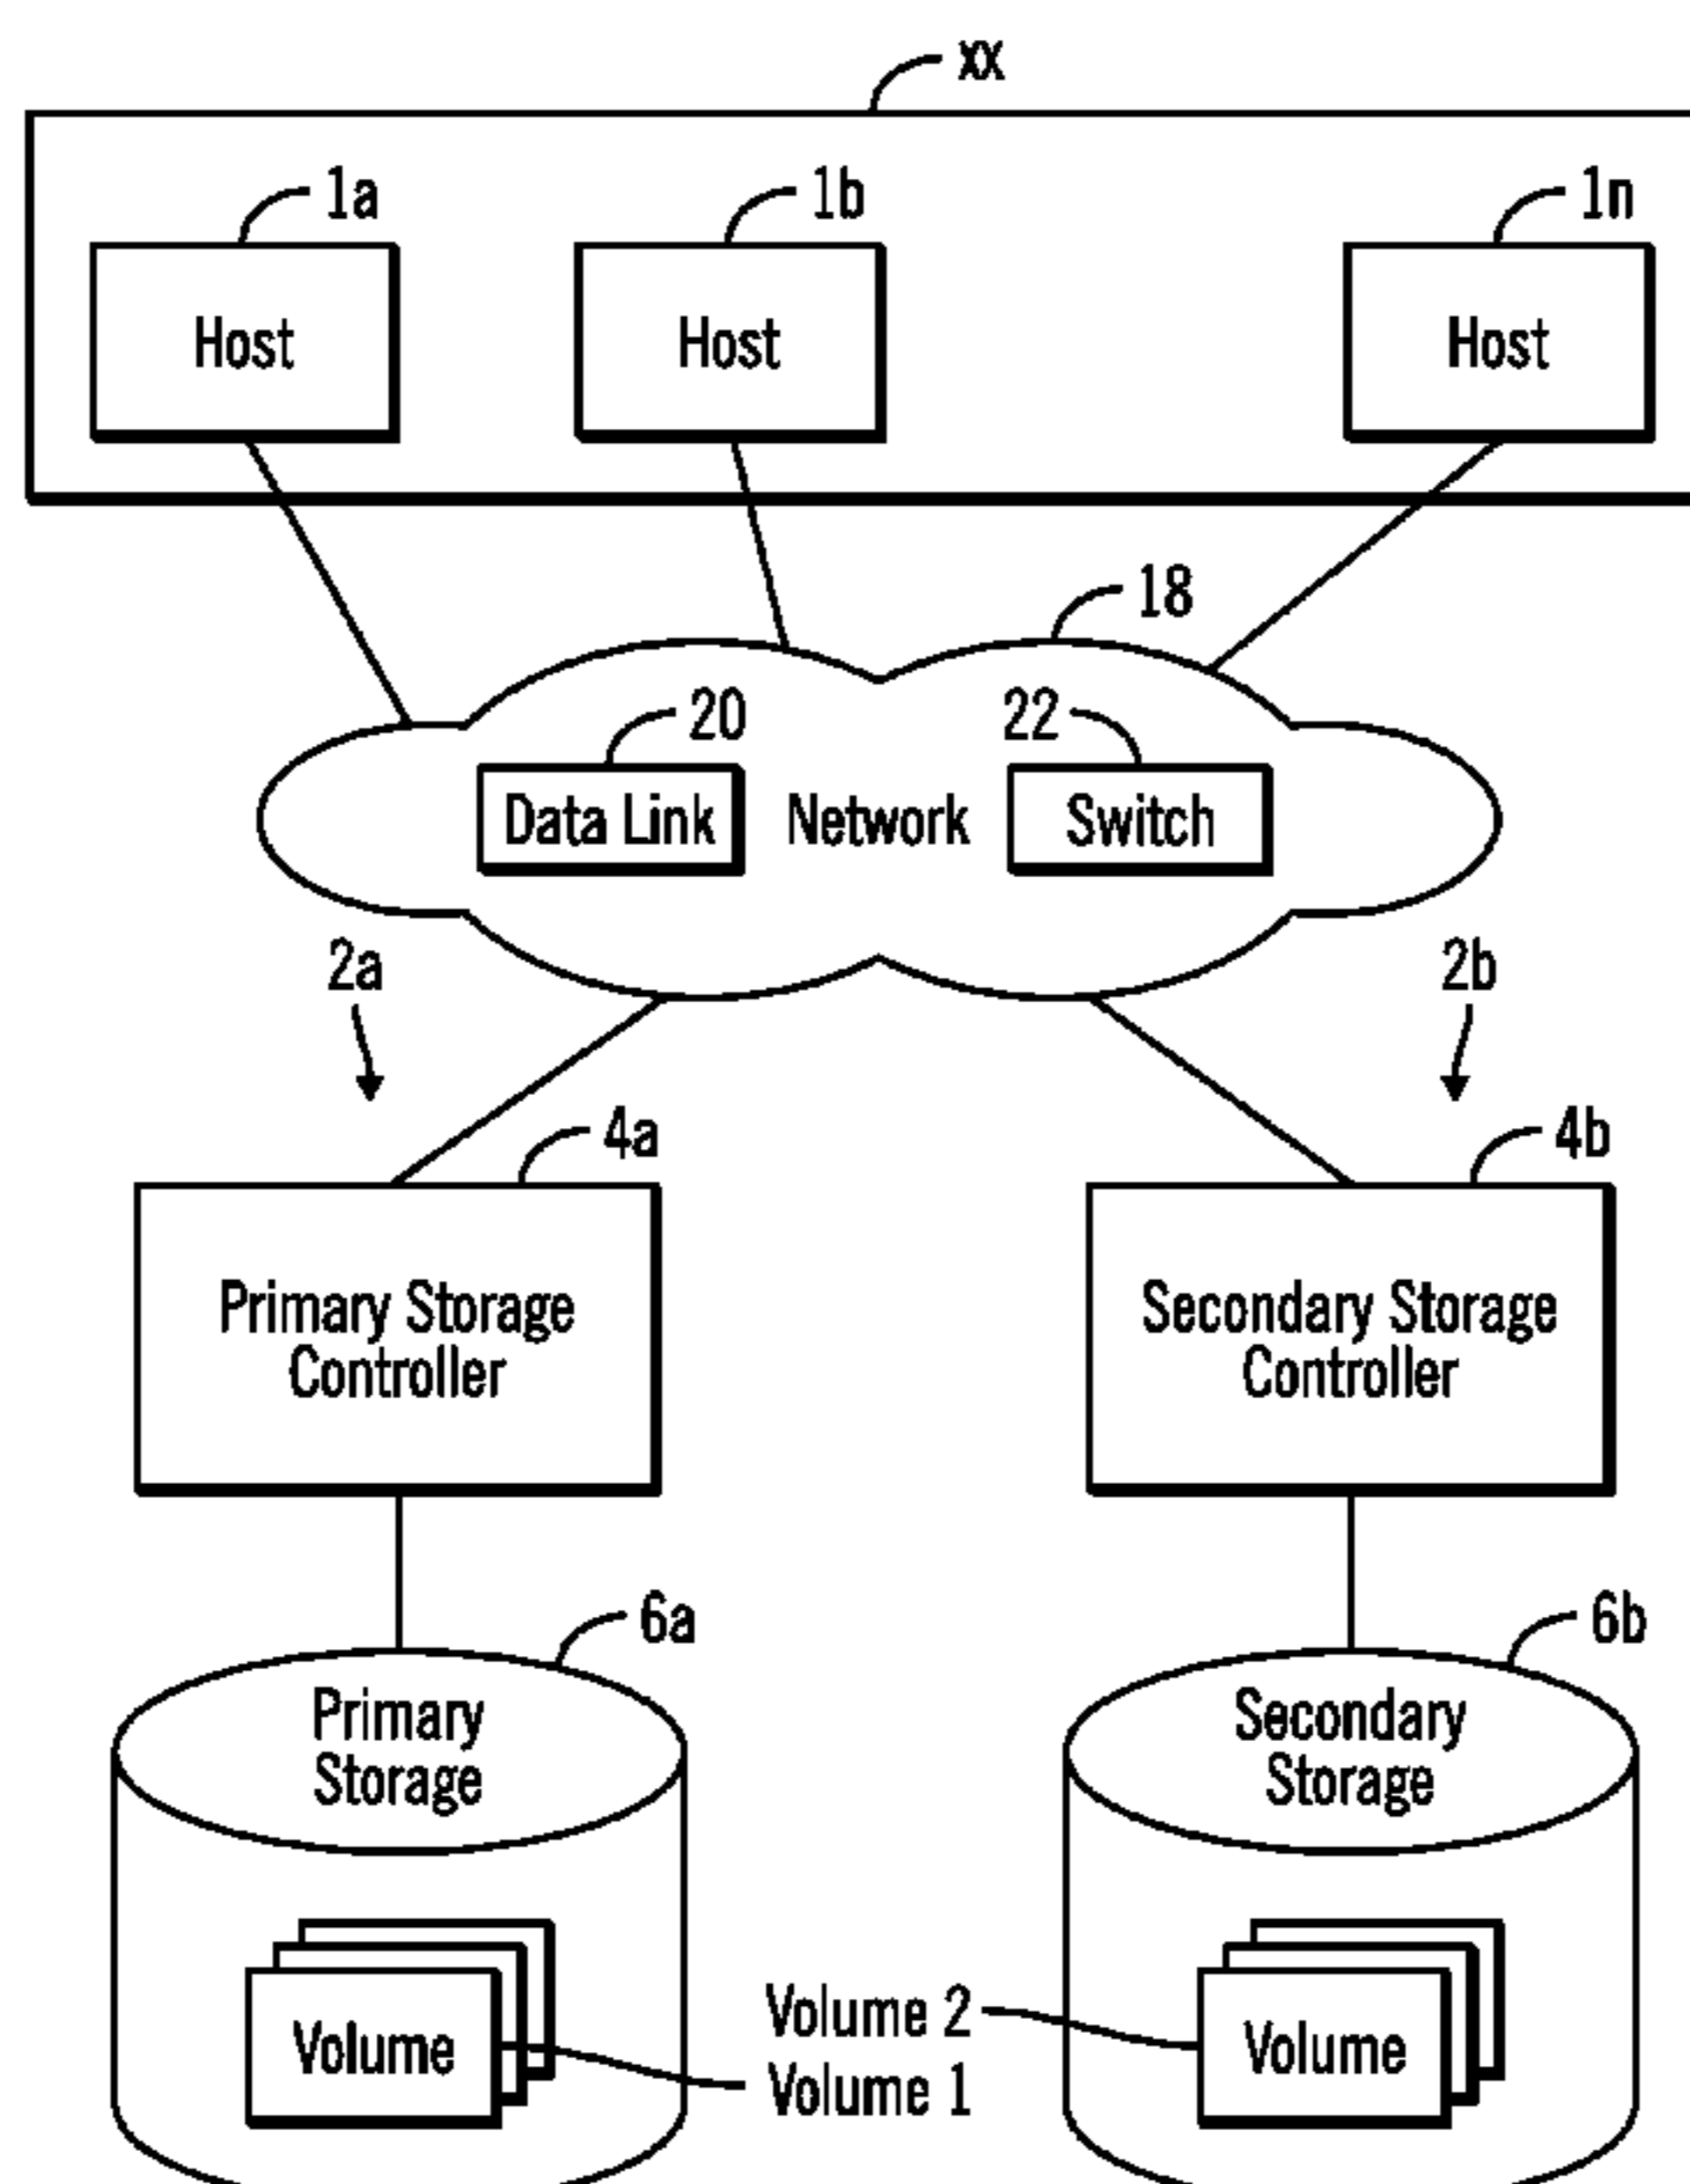 xx
1a
1b
1n
Host
Host
Host
18
20
22
Data Link
Network
Switch
2a
2b
4a
4b
Primary Storage
Controller
Secondary Storage
Controller
6a
6b
Primary
Storage
Secondary
Storage
Volume
Volume 2
Volume 1
Volume